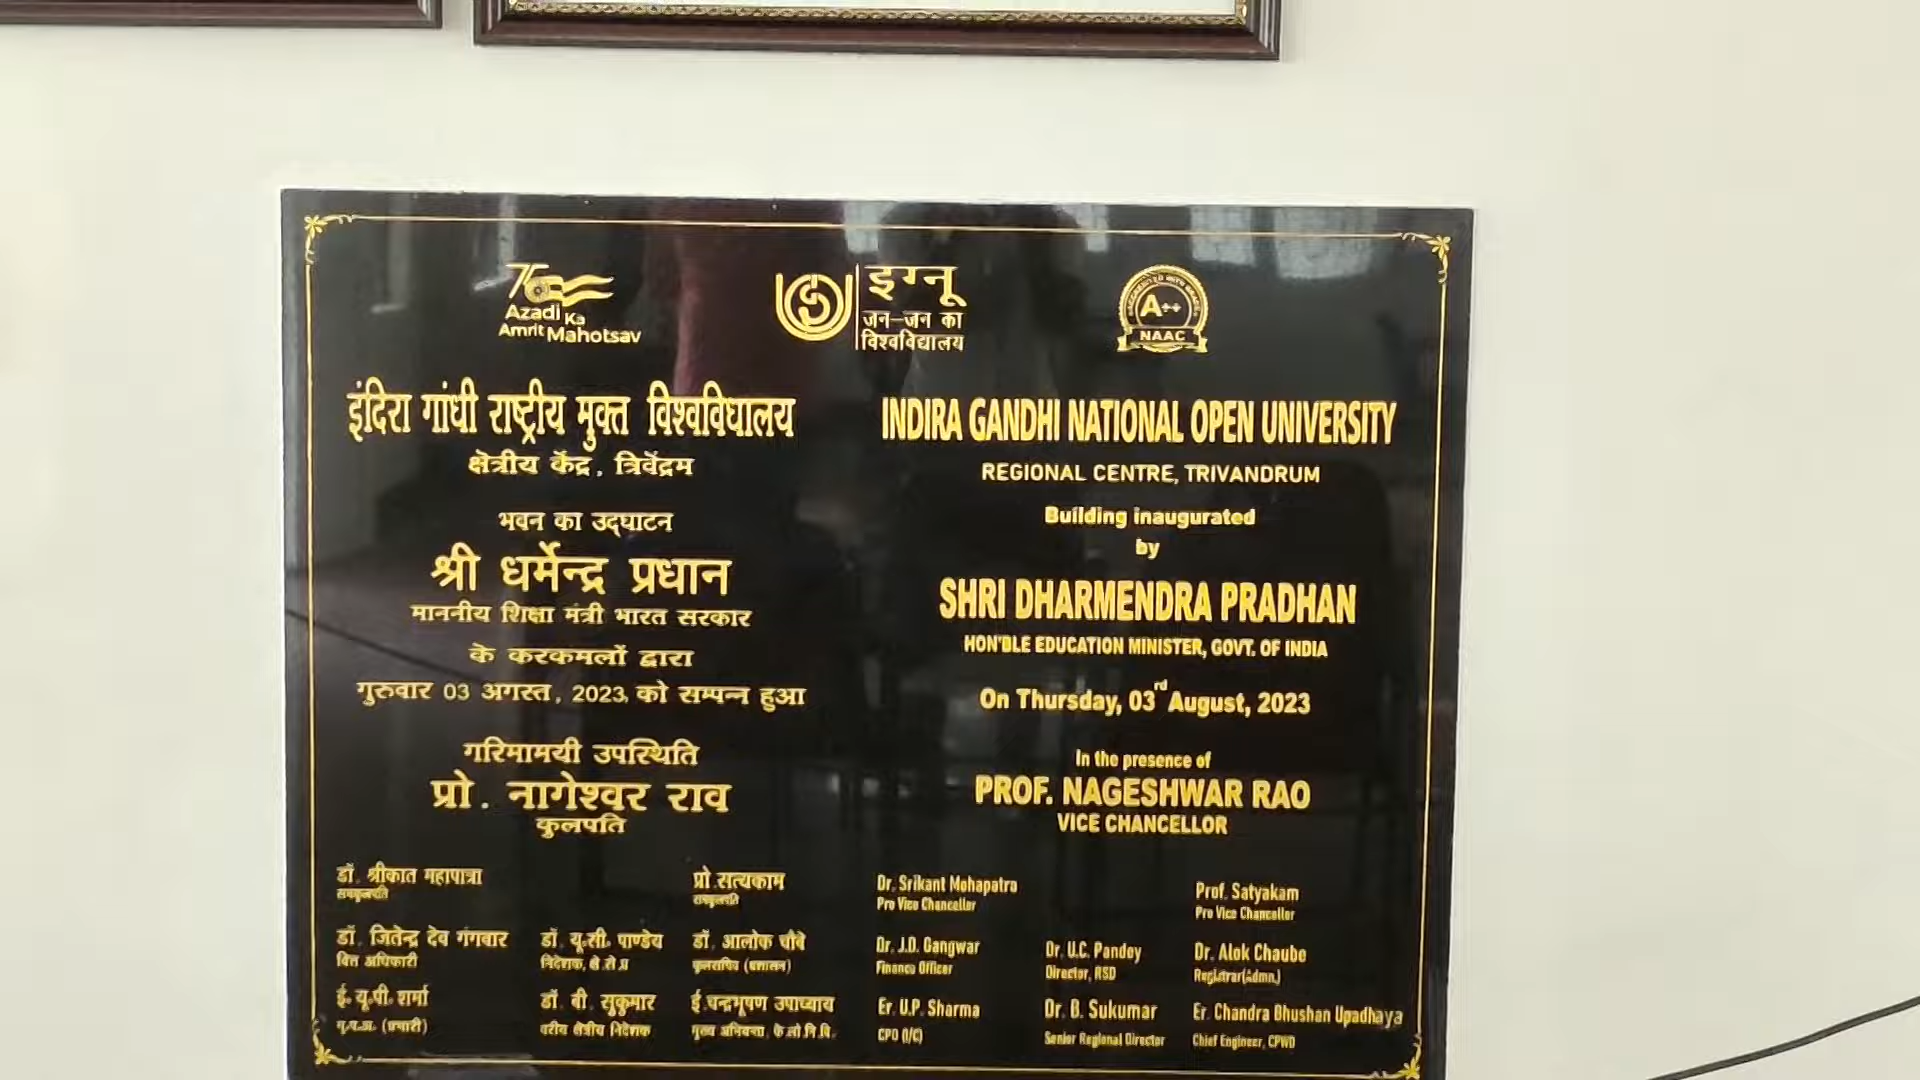 75
Azadi Ka
Amrit Mahotsav
इग्नू
जन-जन का
विश्वविद्यालय
A++
NAAC
इंदिरा गांधी राष्ट्रीय मुक्त विश्वविद्यालय
क्षेत्रीय केंद्र, त्रिवेंद्रम
भवन का उद्घाटन
श्री धर्मेन्द्र प्रधान
माननीय शिक्षा मंत्री भारत सरकार
के करकमलों द्वारा
गुरुवार 03 अगस्त, 2023, को सम्पन्न हुआ
गरिमामयी उपस्थिति
प्रो. नागेश्वर राव
कुलपति
डॉ. श्रीकांत महापात्रा
प्रो.सत्यकाम
डॉ. जितेन्द्र देव गंगवार
डॉ. यू.सी. पाण्डेय
डॉ. आलोक चौबे
वित्त अधिकारी
निदेशक, क्षे.से.प्र
ई. यू.पी. शर्मा
डॉ. बी. सुकुमार
ई.चन्द्रभूषण उपाध्याय
वरीय क्षेत्रीय निदेशक
INDIRA GANDHI NATIONAL OPEN UNIVERSITY
REGIONAL CENTRE, TRIVANDRUM
Building inaugurated
by
SHRI DHARMENDRA PRADHAN
HON'BLE EDUCATION MINISTER, GOVT. OF INDIA
On Thursday, 03rd August, 2023
In the presence of
PROF. NAGESHWAR RAO
VICE CHANCELLOR
Dr. Srikant Mohapatra
Prof. Satyakam
Pro Vice Chancellor
Pro Vice Chancellor
Dr. J.D. Gangwar
Dr. U.C. Pandey
Dr. Alok Chaube
Finance Officer
Director, RSD
Registrar(Admn.)
Er. U.P. Sharma
Dr. B. Sukumar
Er. Chandra Bhushan Upadhaya
CPO (I/C)
Senior Regional Director
Chief Engineer, CPWD